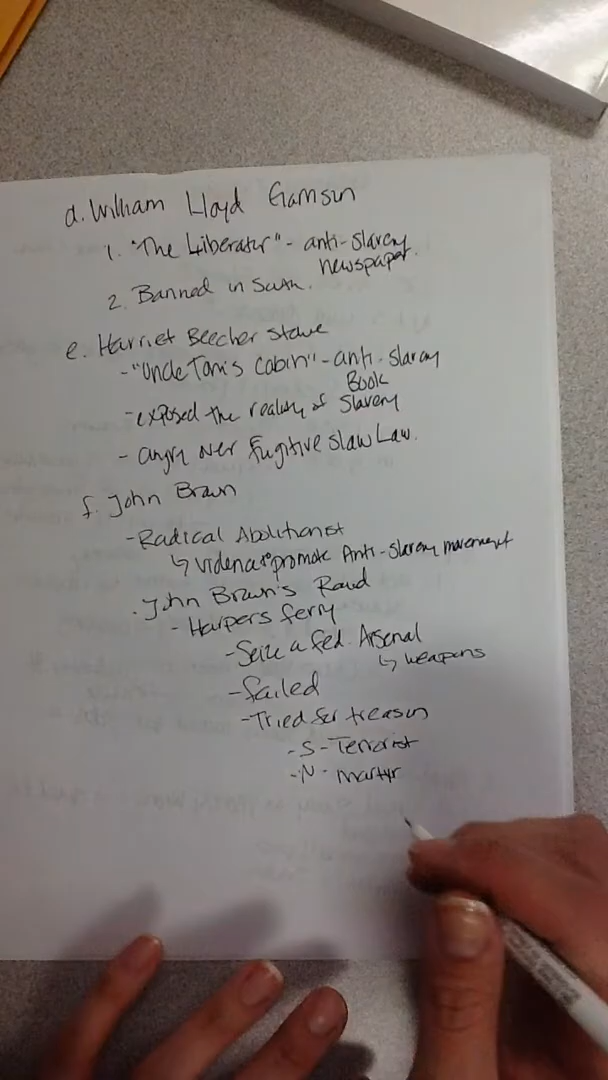 d. William Lloyd Garrison
1. "The Liberator" - anti-slavery
newspaper.
2. Banned in South.
e. Harriet Beecher Stowe
- "Uncle Tom's Cabin" - anti-slavery
Book
- exposed the reality of slavery
- angry over Fugitive Slave Law.
f. John Brown
- Radical Abolitionist
↳ violence promote Anti-slavery movement
. John Brown's Raid
- Harpers ferry
- Seize a fed. Arsenal
↳ weapons
- failed
- Tried for treason
- S - Terrorist
- N - martyr